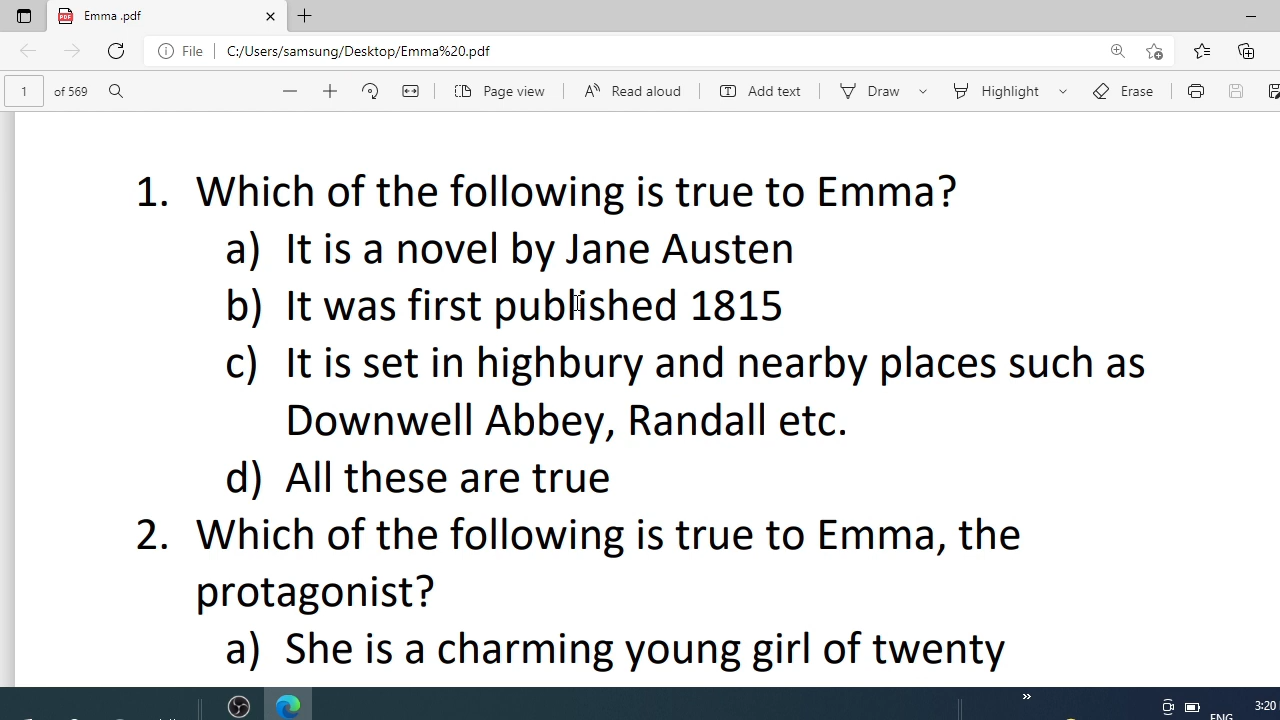 Emma .pdf
File
C:/Users/samsung/Desktop/Emma%20.pdf
1 of 569
Page view
Read aloud
Add text
Draw
Highlight
Erase
1. Which of the following is true to Emma?
a) It is a novel by Jane Austen
b) It was first published 1815
c) It is set in highbury and nearby places such as
Downwell Abbey, Randall etc.
d) All these are true
2. Which of the following is true to Emma, the
protagonist?
a) She is a charming young girl of twenty
3:20
ENG